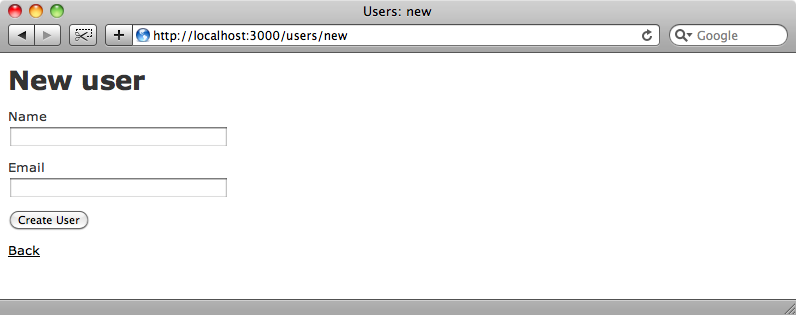 Users: new
http://localhost:3000/users/new
Google
New user
Name
Email
Create User
Back